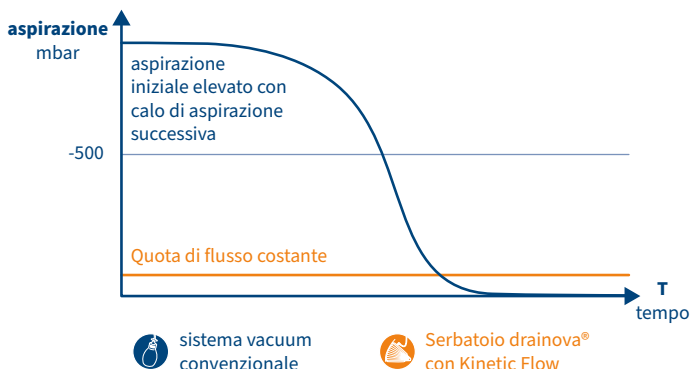 aspirazione
mbar
aspirazione
iniziale elevato con
calo di aspirazione
successiva
-500
Quota di flusso costante
T
tempo
sistema vacuum
convenzionale
Serbatoio drainova®
con Kinetic Flow